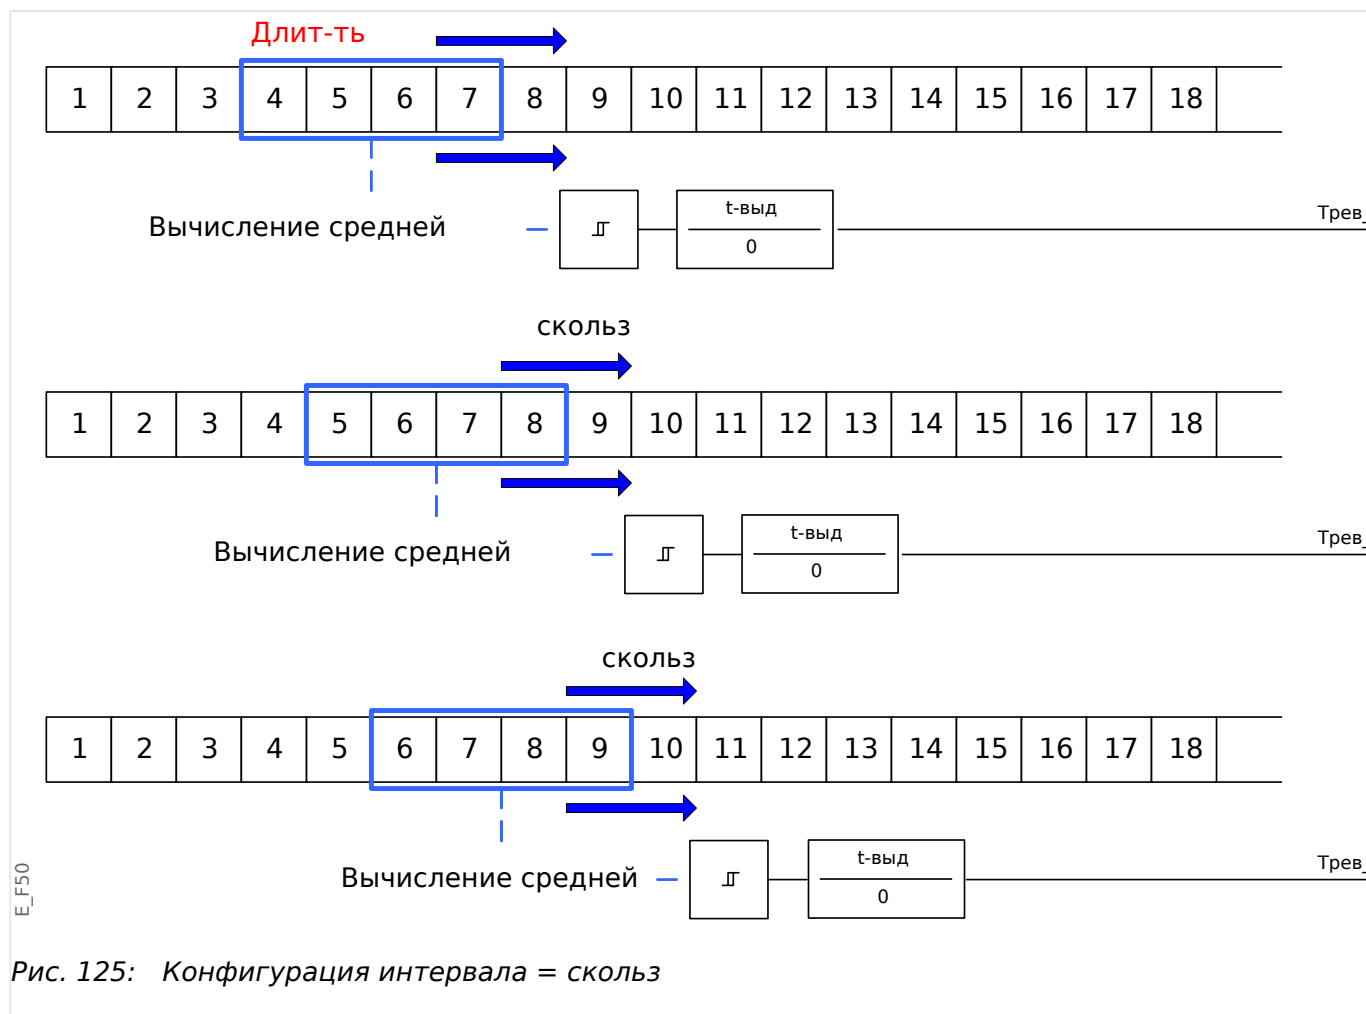 Длит-ть
1 2 3 4 5 6 7 8 9 10 11 12 13 14 15 16 17 18
Вычисление средней
t-выд
0
Трев_
скольз
1 2 3 4 5 6 7 8 9 10 11 12 13 14 15 16 17 18
Вычисление средней
t-выд
0
Трев_
скольз
1 2 3 4 5 6 7 8 9 10 11 12 13 14 15 16 17 18
Вычисление средней
t-выд
0
Трев_
E_F50
Рис. 125: Конфигурация интервала = скольз